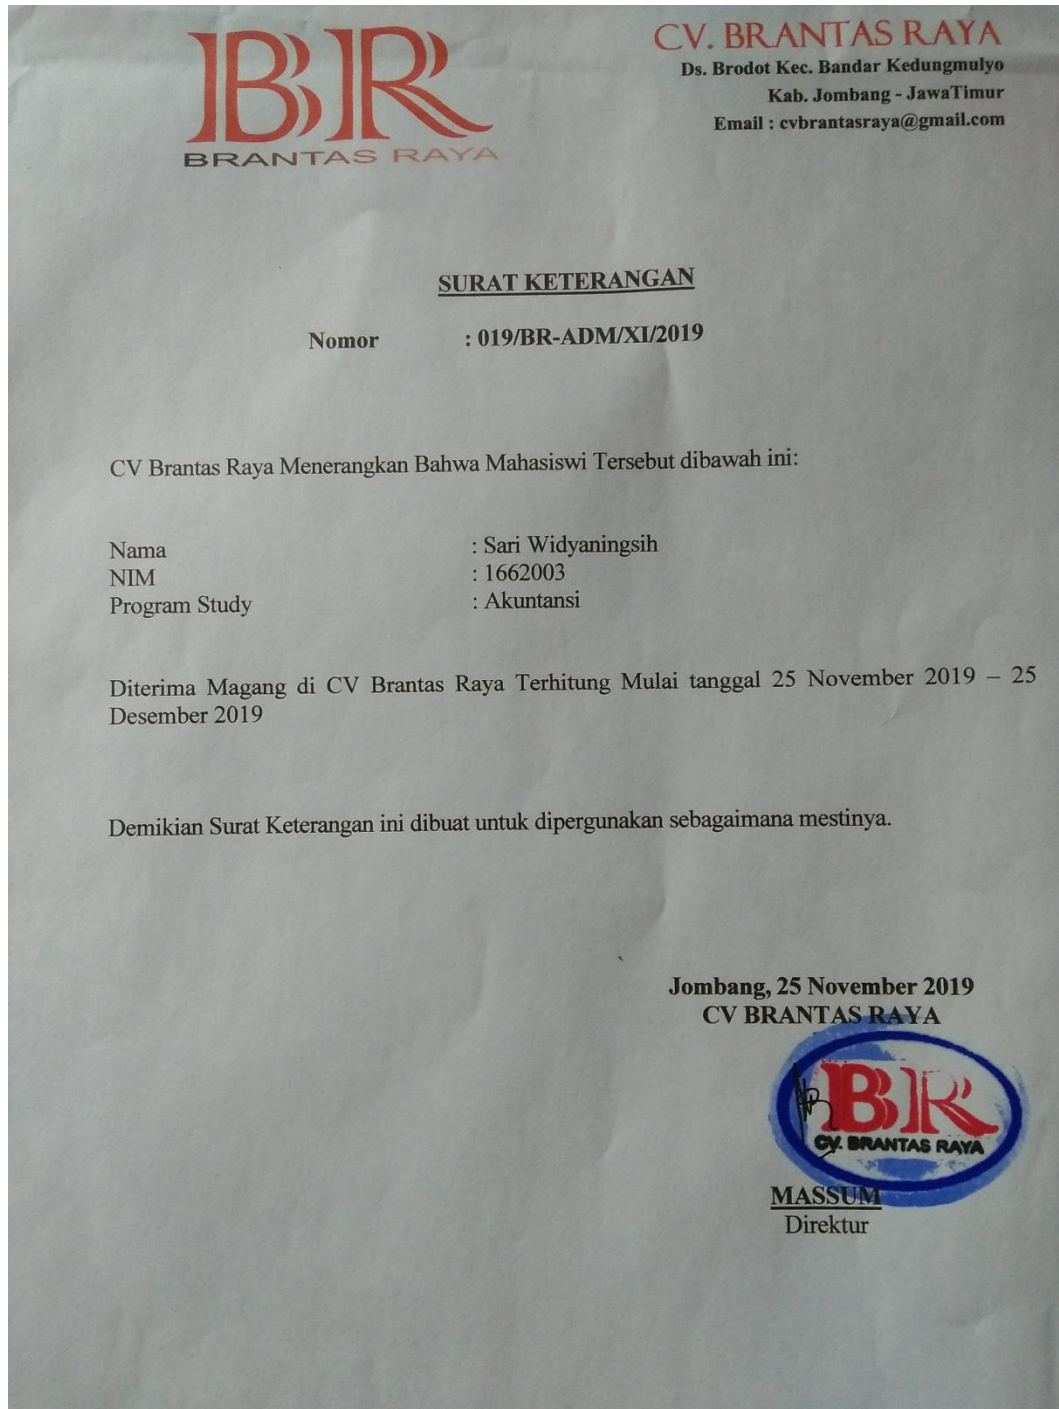 BR
BRANTAS RAYA
CV. BRANTAS RAYA
Ds. Brodot Kec. Bandar Kedungmulyo
Kab. Jombang - JawaTimur
Email : cvbrantasraya@gmail.com
SURAT KETERANGAN
Nomor : 019/BR-ADM/XI/2019
CV Brantas Raya Menerangkan Bahwa Mahasiswi Tersebut dibawah ini:
Nama : Sari Widyaningsih
NIM : 1662003
Program Study : Akuntansi
Diterima Magang di CV Brantas Raya Terhitung Mulai tanggal 25 November 2019 – 25
Desember 2019
Demikian Surat Keterangan ini dibuat untuk dipergunakan sebagaimana mestinya.
Jombang, 25 November 2019
CV BRANTAS RAYA
BR
CV. BRANTAS RAYA
MASSUM
Direktur